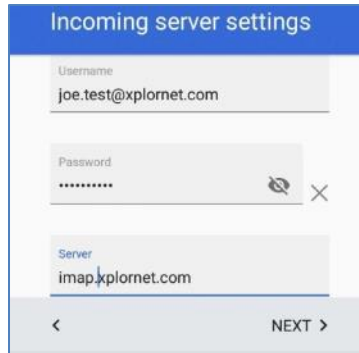 Incoming server settings
Username
joe.test@xplornet.com
Password
••••••••••
Server
imap.xplornet.com
NEXT